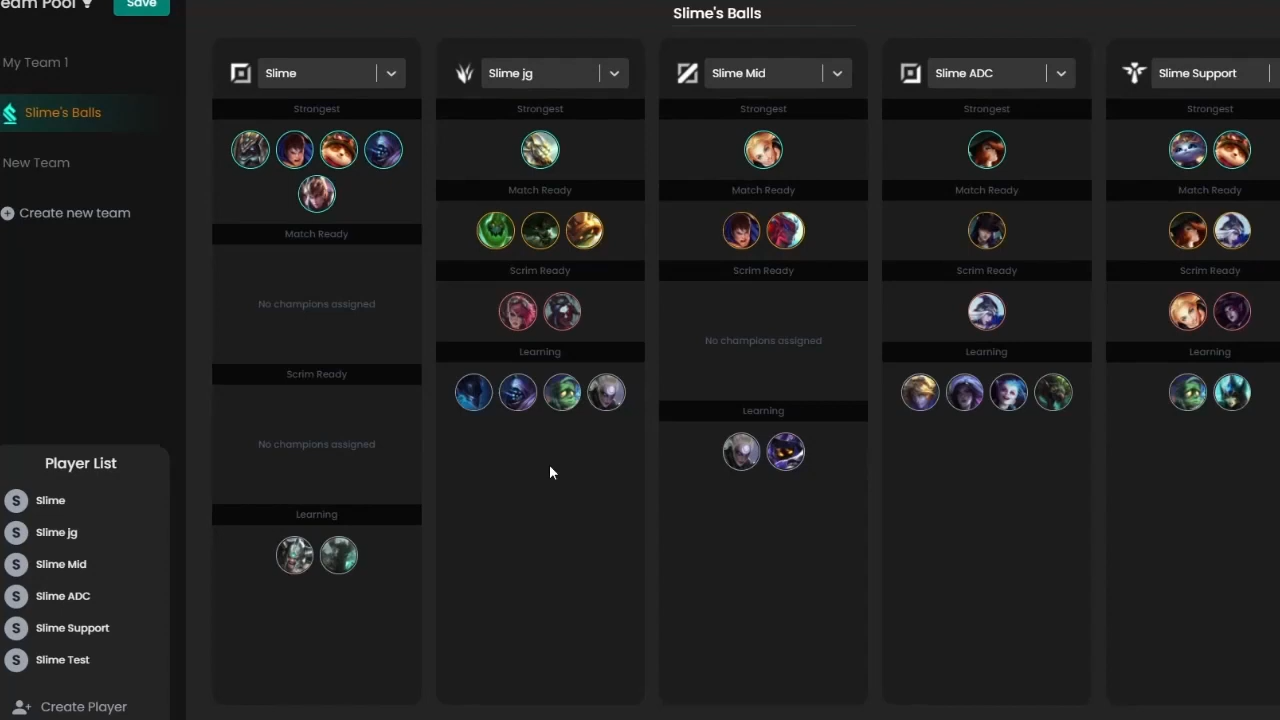 eam Pool
Save
My Team 1
Slime's Balls
New Team
Create new team
Player List
S Slime
S Slime jg
S Slime Mid
S Slime ADC
S Slime Support
S Slime Test
Create Player
Slime's Balls
Slime
Strongest
Match Ready
No champions assigned
Scrim Ready
No champions assigned
Learning
Slime jg
Strongest
Match Ready
Scrim Ready
Learning
Slime Mid
Strongest
Match Ready
Scrim Ready
No champions assigned
Learning
Slime ADC
Strongest
Match Ready
Scrim Ready
Learning
Slime Support
Strongest
Match Ready
Scrim Ready
Learning